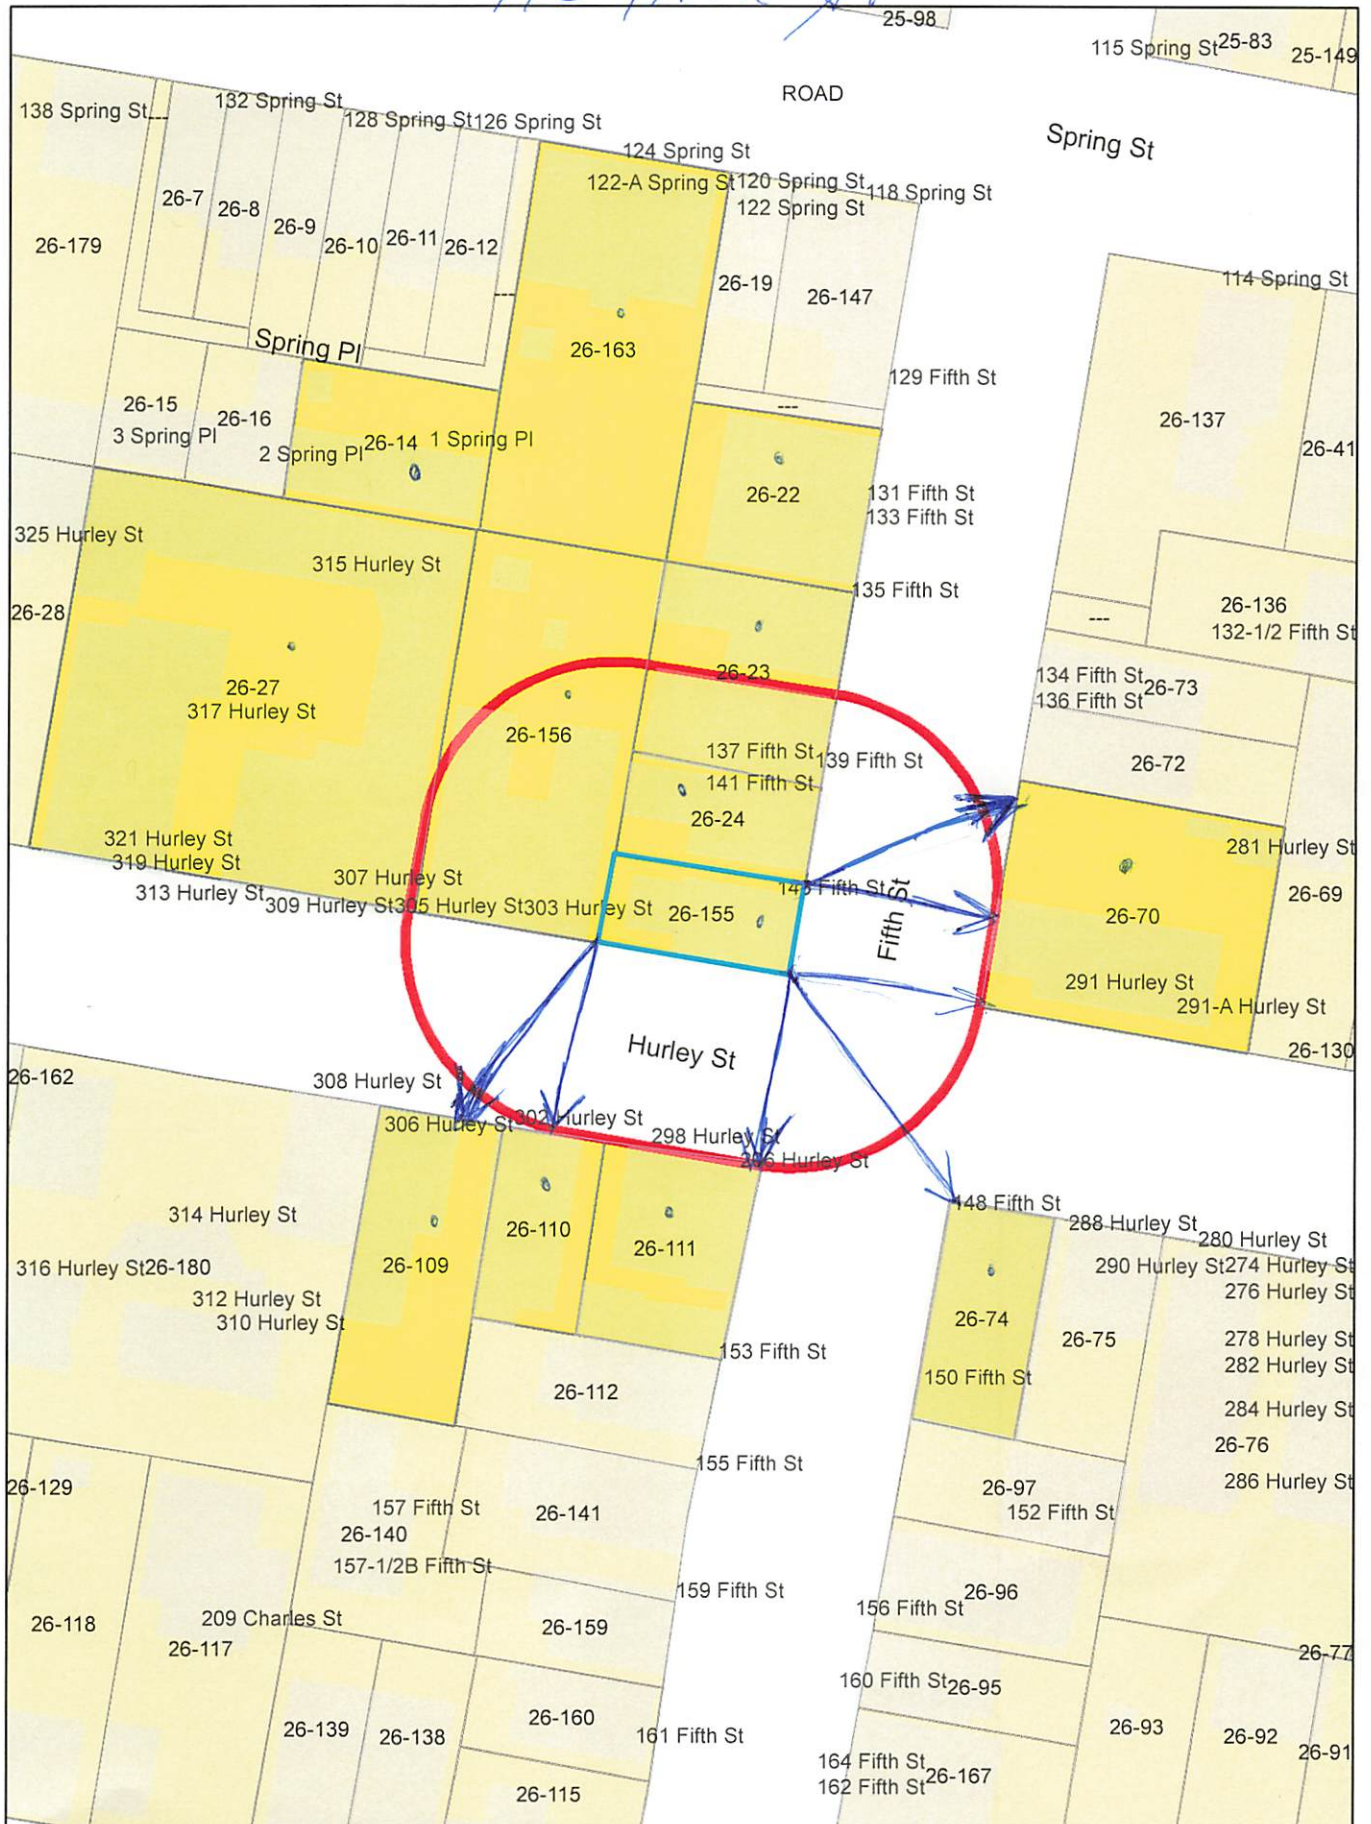 25-98
115 Spring St
25-83
25-149
ROAD
138 Spring St
---
132 Spring St
128 Spring St
126 Spring St
124 Spring St
Spring St
122-A Spring St
120 Spring St
118 Spring St
122 Spring St
26-7
26-8
26-9
26-10
26-11
26-12
26-179
26-19
26-147
114 Spring St
---
Spring Pl
26-163
129 Fifth St
26-15
26-16
3 Spring Pl
2 Spring Pl
26-14
1 Spring Pl
---
26-137
26-41
26-22
131 Fifth St
133 Fifth St
325 Hurley St
315 Hurley St
135 Fifth St
26-28
26-136
---
132-1/2 Fifth St
26-27
317 Hurley St
26-23
134 Fifth St
26-73
136 Fifth St
26-156
137 Fifth St
139 Fifth St
26-72
141 Fifth St
26-24
321 Hurley St
319 Hurley St
281 Hurley St
313 Hurley St
307 Hurley St
309 Hurley St
305 Hurley St
303 Hurley St
26-155
Fifth St
26-69
26-70
291 Hurley St
291-A Hurley St
Hurley St
26-130
26-162
308 Hurley St
306 Hurley St
302 Hurley St
298 Hurley St
296 Hurley St
148 Fifth St
314 Hurley St
26-110
26-111
288 Hurley St
280 Hurley St
316 Hurley St
26-180
26-109
290 Hurley St
274 Hurley St
276 Hurley St
312 Hurley St
310 Hurley St
26-74
26-75
278 Hurley St
153 Fifth St
282 Hurley St
150 Fifth St
26-112
284 Hurley St
26-76
155 Fifth St
286 Hurley St
26-129
26-97
152 Fifth St
157 Fifth St
26-141
26-140
157-1/2B Fifth St
159 Fifth St
26-96
156 Fifth St
26-118
209 Charles St
26-117
26-159
26-77
160 Fifth St
26-95
26-139
26-138
26-160
161 Fifth St
26-93
26-92
26-91
164 Fifth St
26-167
162 Fifth St
26-115